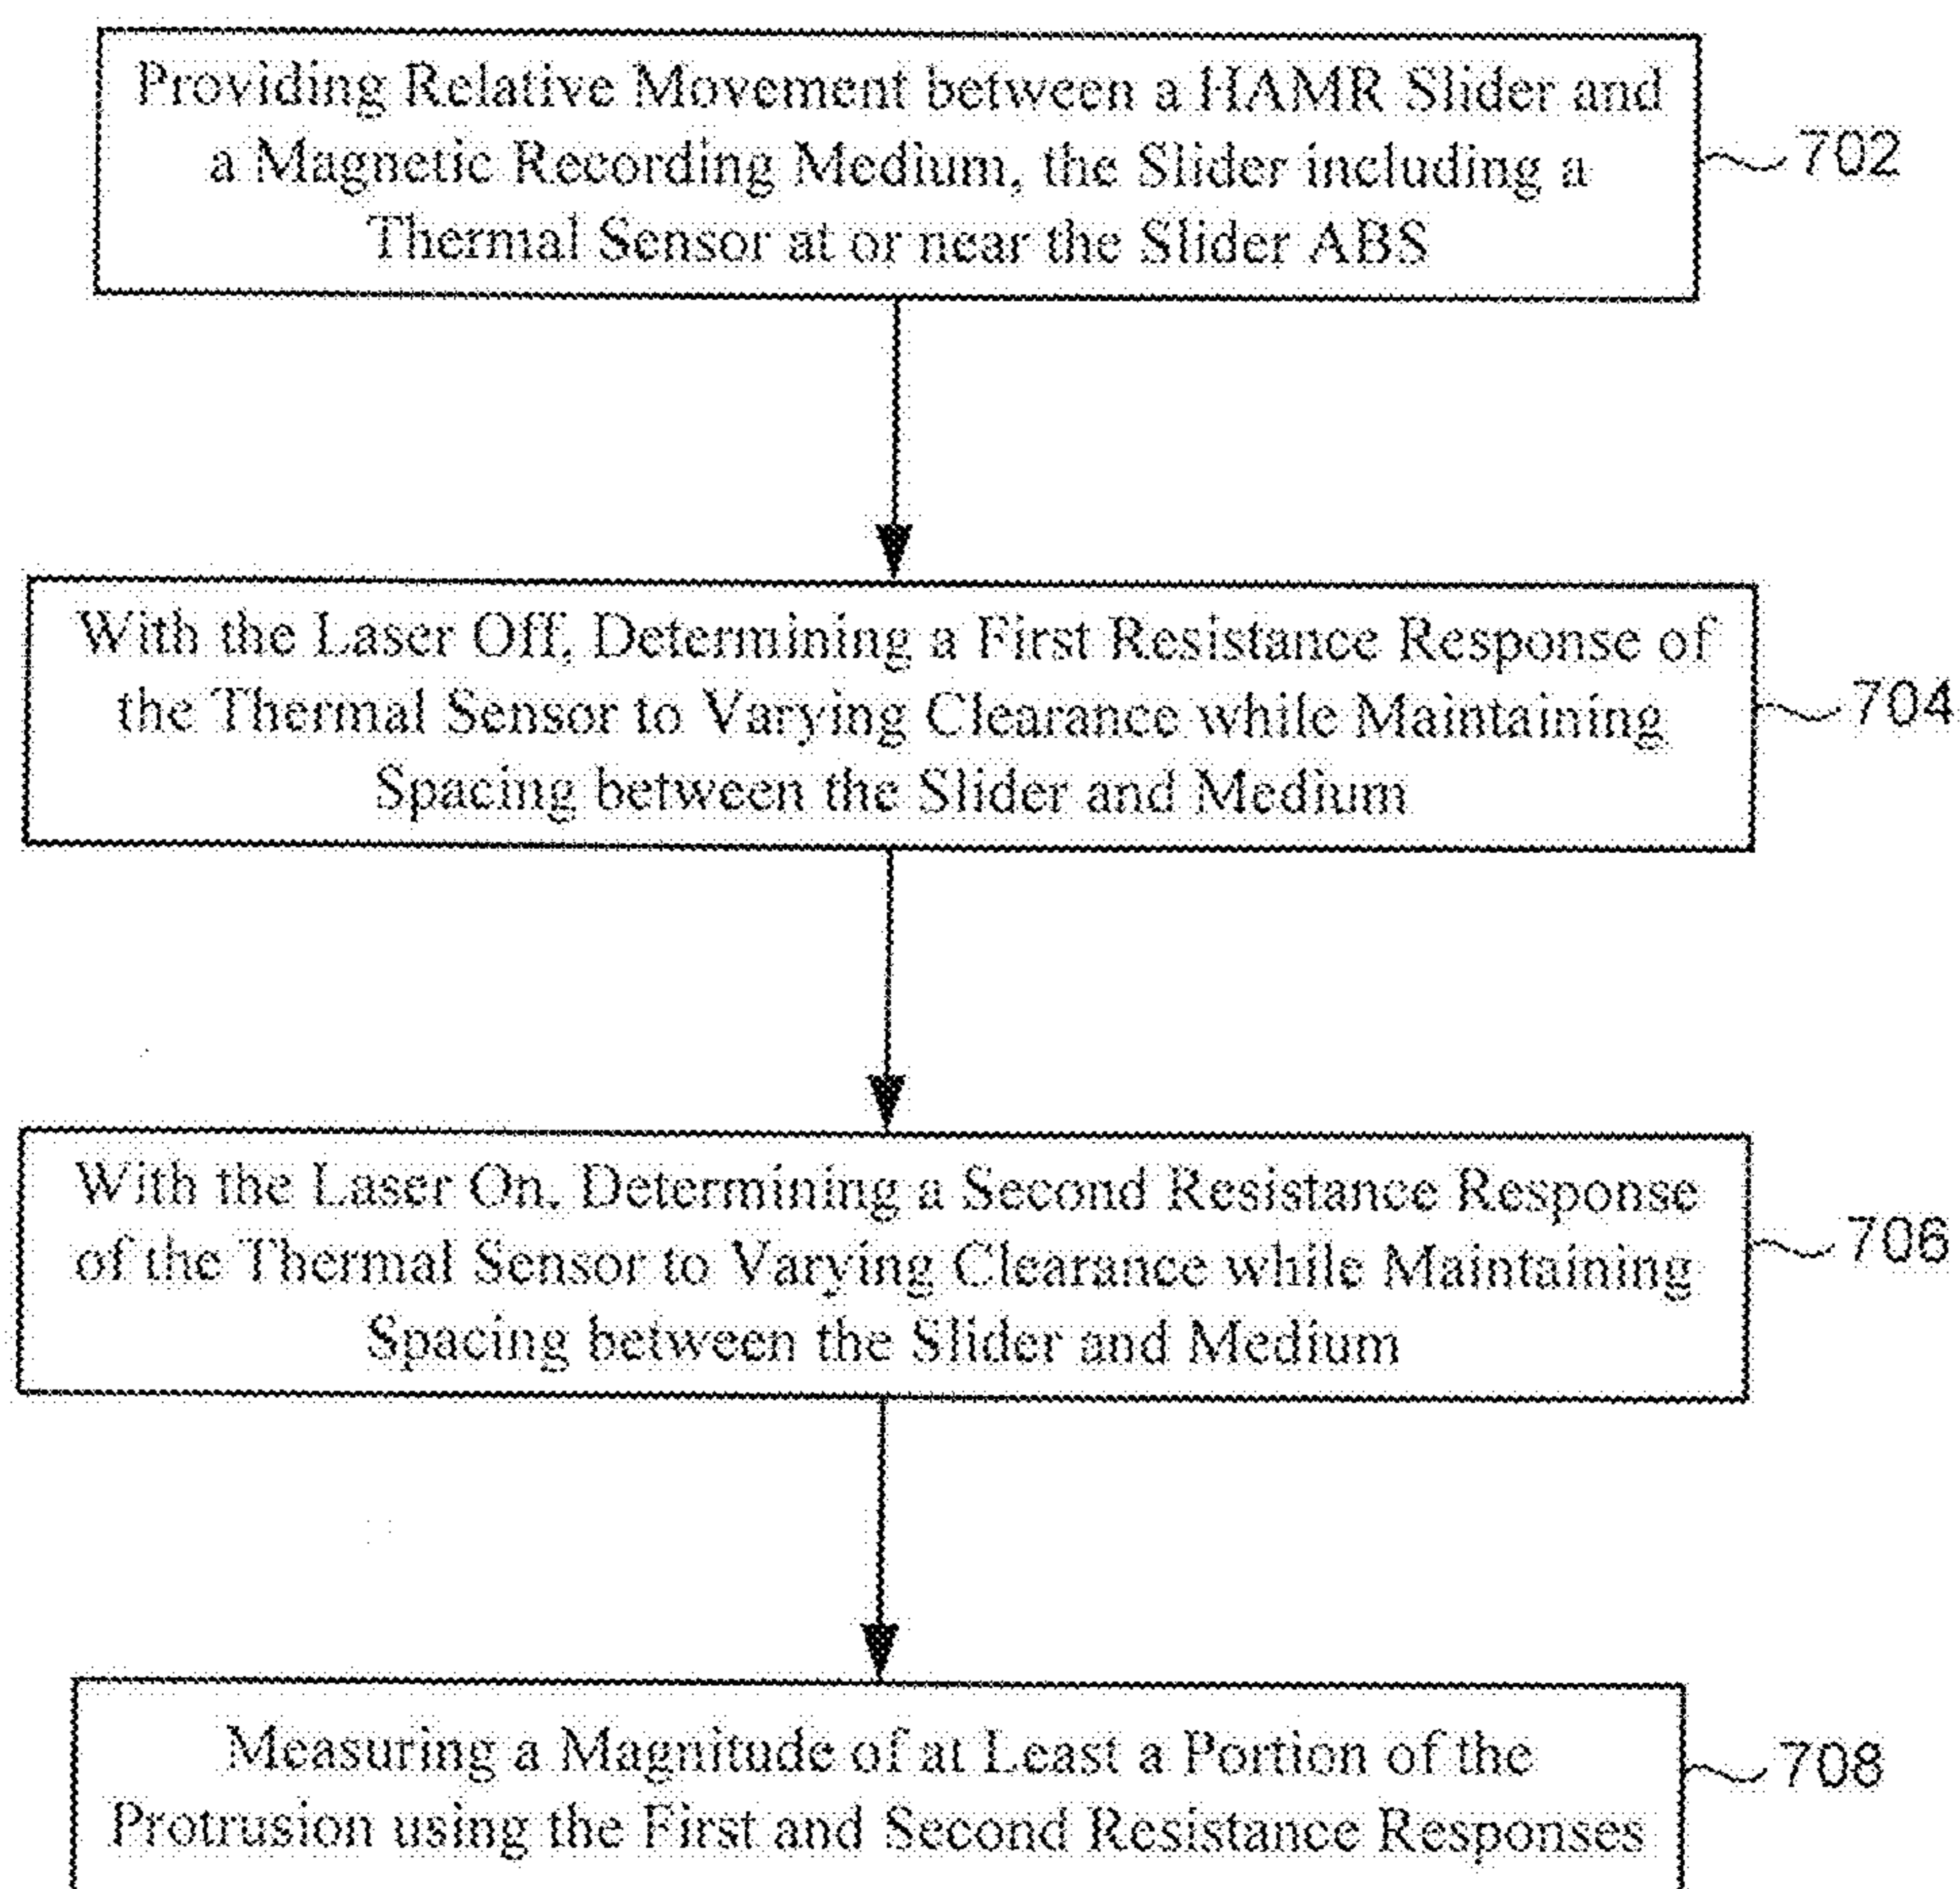 Providing Relative Movement between a HAMR Slider and
a Magnetic Recording Medium, the Slider including a
Thermal Sensor at or near the Slider ABS
702
With the Laser Off, Determining a First Resistance Response of
the Thermal Sensor to Varying Clearance while Maintaining
Spacing between the Slider and Medium
704
With the Laser On, Determining a Second Resistance Response
of the Thermal Sensor to Varying Clearance while Maintaining
Spacing between the Slider and Medium
706
Measuring a Magnitude of at Least a Portion of the
Protrusion using the First and Second Resistance Responses
708